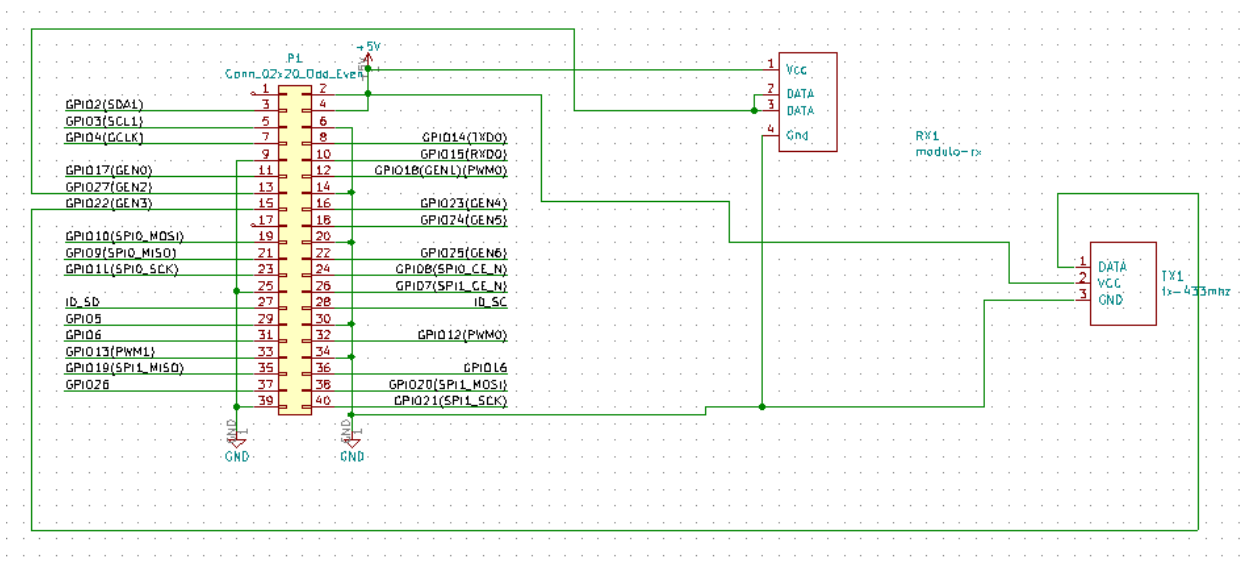 +5V
P1
Conn_02x20_Odd_Even
1 2
GPIO2(SDA1) 3 4
GPIO3(SCL1) 5 6
GPIO4(GCLK) 7 8 GPIO14(TXD0)
9 10 GPIO15(RXD0)
GPIO17(GEN0) 11 12 GPIO18(GEN1)(PWM0)
GPIO27(GEN2) 13 14
GPIO22(GEN3) 15 16 GPIO23(GEN4)
17 18 GPIO24(GEN5)
GPIO10(SPI0_MOSI) 19 20
GPIO9(SPI0_MISO) 21 22 GPIO25(GEN6)
GPIO11(SPI0_SCK) 23 24 GPIO8(SPI0_CE_N)
25 26 GPIO7(SPI1_CE_N)
ID_SD 27 28 ID_SC
GPIO5 29 30
GPIO6 31 32 GPIO12(PWM0)
GPIO13(PWM1) 33 34
GPIO19(SPI1_MISO) 35 36 GPIO16
GPIO26 37 38 GPIO20(SPI1_MOSI)
39 40 GPIO21(SPI1_SCK)
GND 1
GND
GND 1
GND
1 Vcc
2 DATA
3 DATA
4 Gnd
RX1
modulo-rx
1 DATA
2 VCC
3 GND
TX1
tx-433mhz